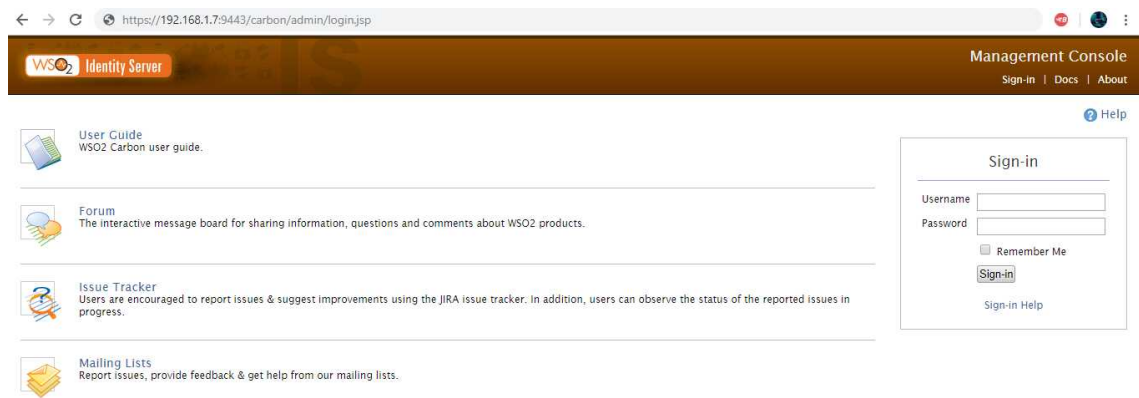 https://192.168.1.7:9443/carbon/admin/login.jsp
WSO2 Identity Server
Management Console
Sign-in | Docs | About
Help
User Guide
WSO2 Carbon user guide.
Forum
The interactive message board for sharing information, questions and comments about WSO2 products.
Issue Tracker
Users are encouraged to report issues & suggest improvements using the JIRA issue tracker. In addition, users can observe the status of the reported issues in
progress.
Mailing Lists
Report issues, provide feedback & get help from our mailing lists.
Sign-in
Username
Password
Remember Me
Sign-in
Sign-in Help